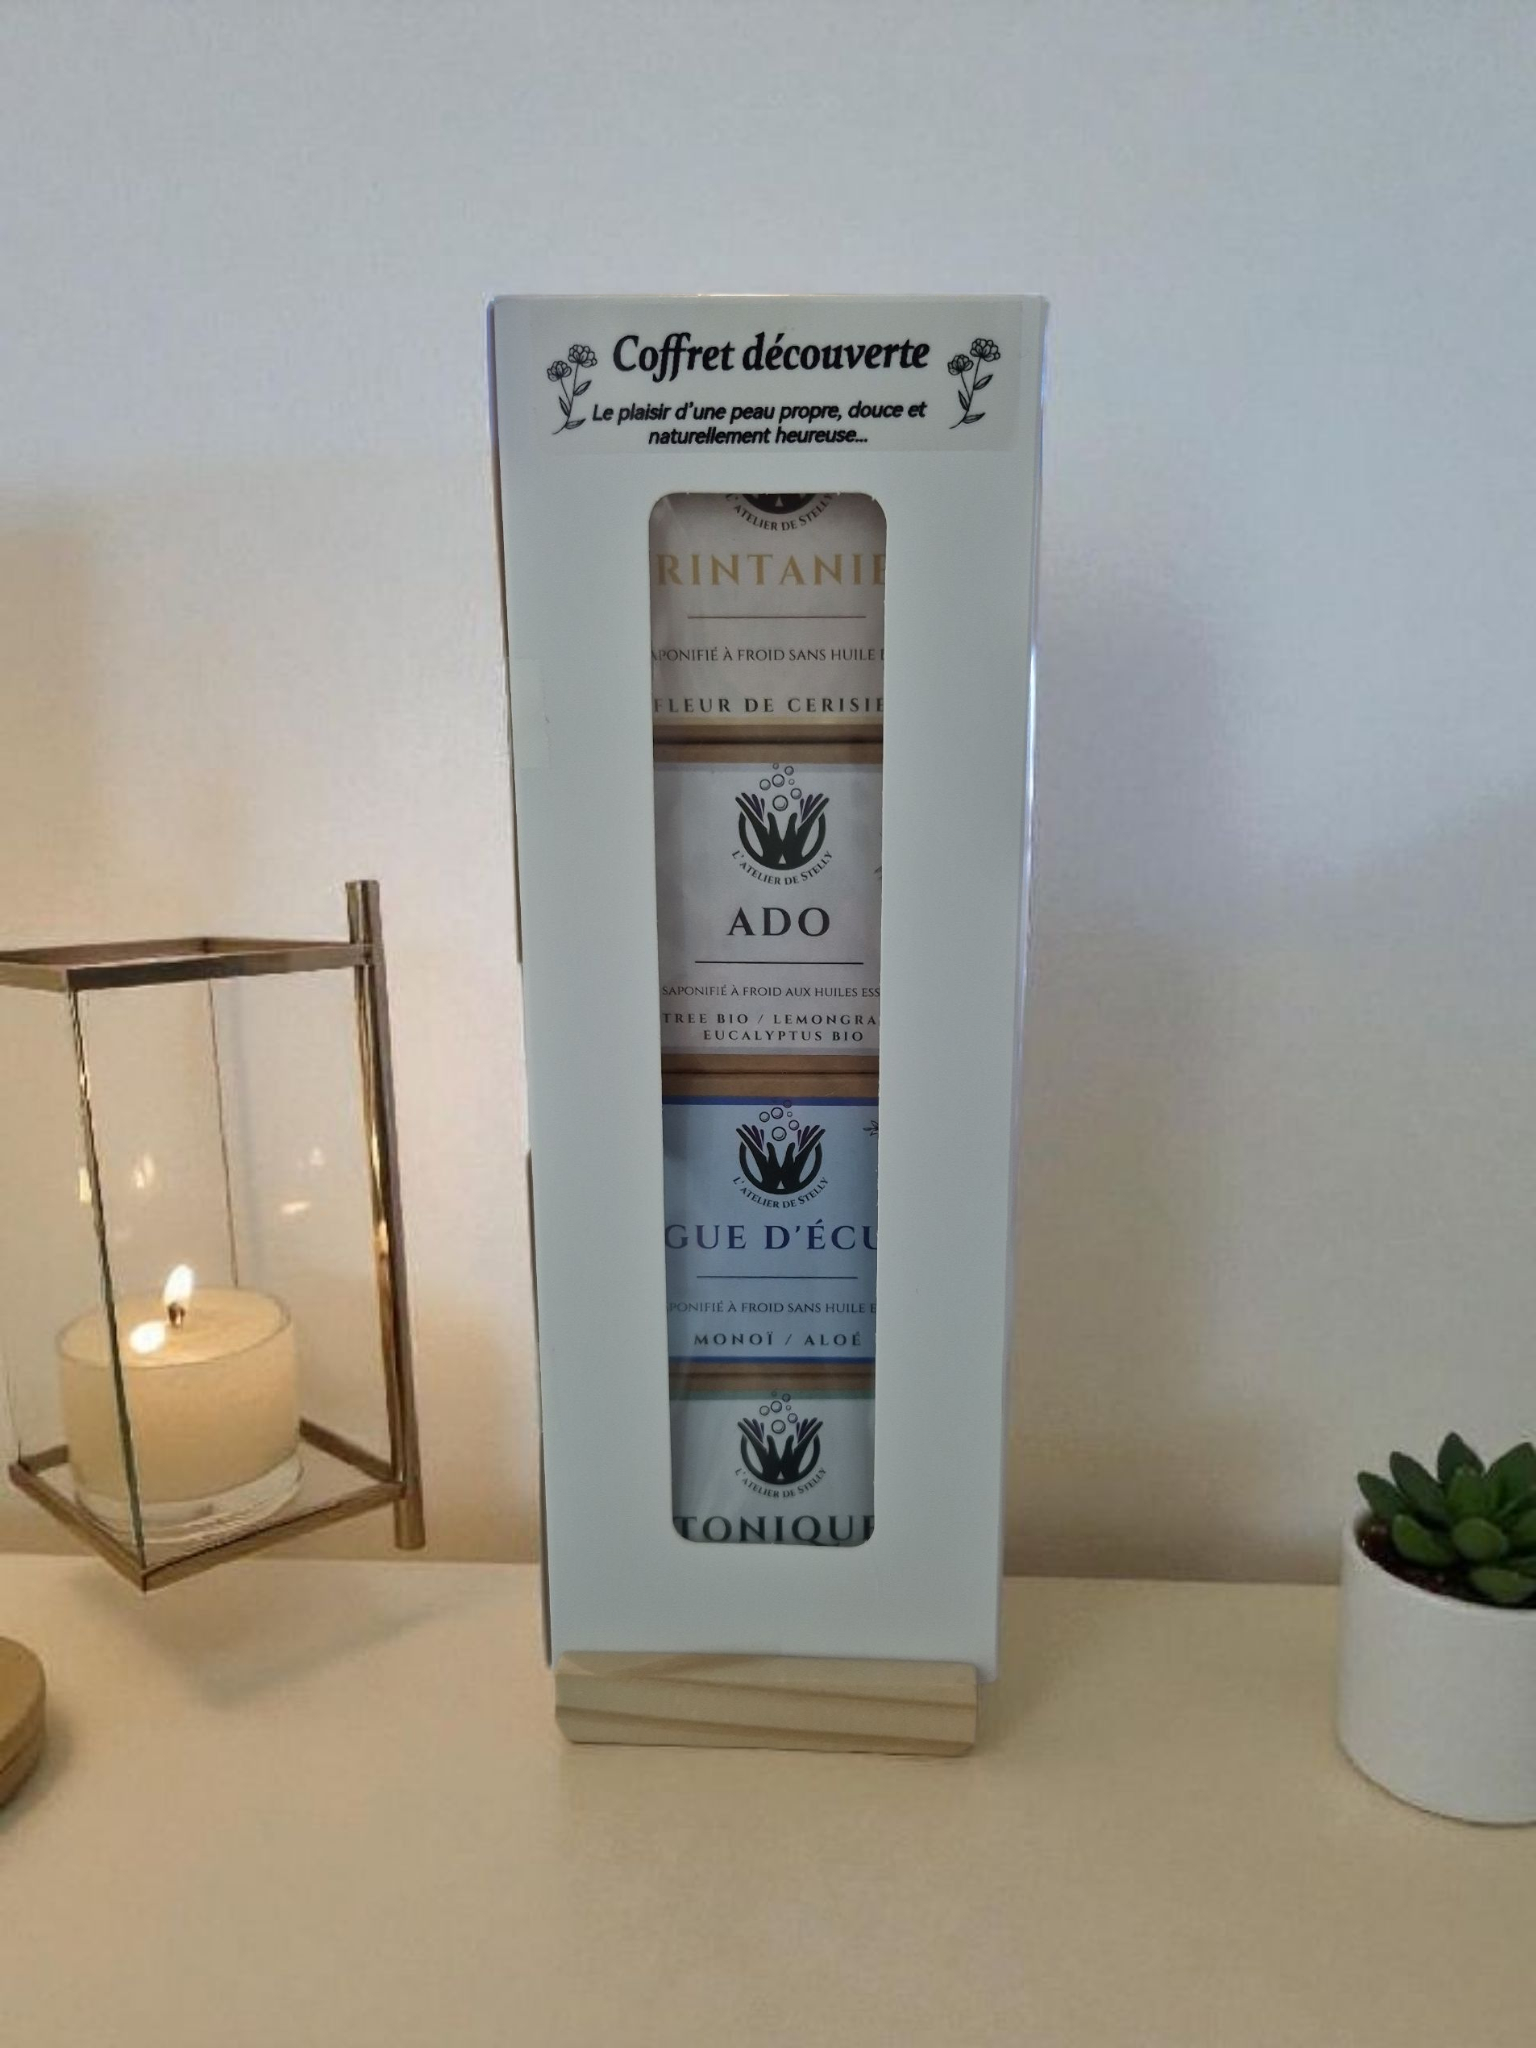 Coffret découverte
Le plaisir d'une peau propre, douce et
naturellement heureuse...
L'ATELIER DE STELLY
RINTANIE
APONIFIÉ À FROID SANS HUILE
FLEUR DE CERISIE
L'ATELIER DE STELLY
ADO
SAPONIFIÉ À FROID AUX HUILES ESS
TREE BIO / LEMONGRA
EUCALYPTUS BIO
L'ATELIER DE STELLY
GUE D'ÉCU
PONIFIÉ À FROID SANS HUILE E
MONOÏ / ALOÉ
L'ATELIER DE STELLY
TONIQUE